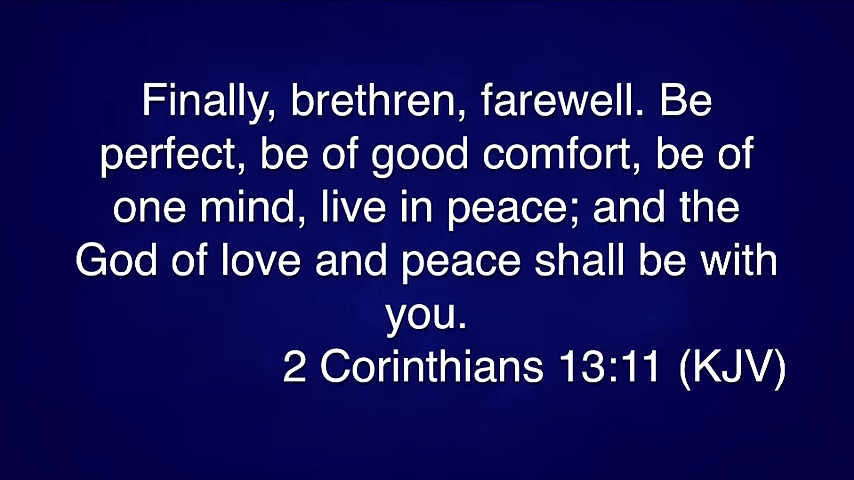 Finally, brethren, farewell. Be
perfect, be of good comfort, be of
one mind, live in peace; and the
God of love and peace shall be with
you.
2 Corinthians 13:11 (KJV)